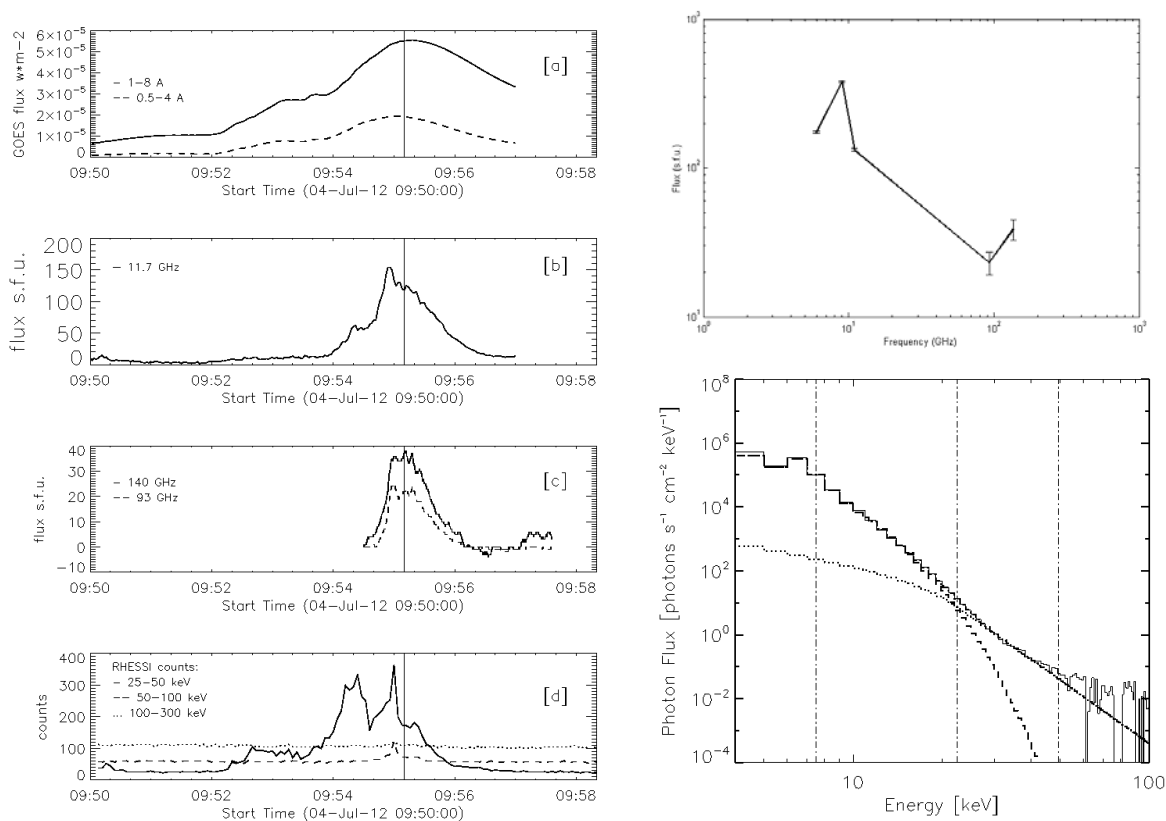 6×10⁻⁵
5×10⁻⁵
4×10⁻⁵
3×10⁻⁵
2×10⁻⁵
1×10⁻⁵
0
GOES flux w*m-2
[a]
– 1-8 A
-- 0.5-4 A
09:50 09:52 09:54 09:56 09:58
Start Time (04-Jul-12 09:50:00)
200
150
100
50
0
flux s.f.u.
[b]
– 11.7 GHz
09:50 09:52 09:54 09:56 09:58
Start Time (04-Jul-12 09:50:00)
40
30
20
10
0
-10
flux s.f.u.
[c]
– 140 GHz
-- 93 GHz
09:50 09:52 09:54 09:56 09:58
Start Time (04-Jul-12 09:50:00)
400
300
200
100
0
counts
[d]
RHESSI counts:
– 25-50 keV
-- 50-100 keV
... 100-300 keV
09:50 09:52 09:54 09:56 09:58
Start Time (04-Jul-12 09:50:00)
10³
10²
10¹
Flux (s.f.u.)
10⁰ 10¹ 10² 10³
Frequency (GHz)
10⁸
10⁶
10⁴
10²
10⁰
10⁻²
10⁻⁴
Photon Flux [photons s⁻¹ cm⁻² keV⁻¹]
10 100
Energy [keV]